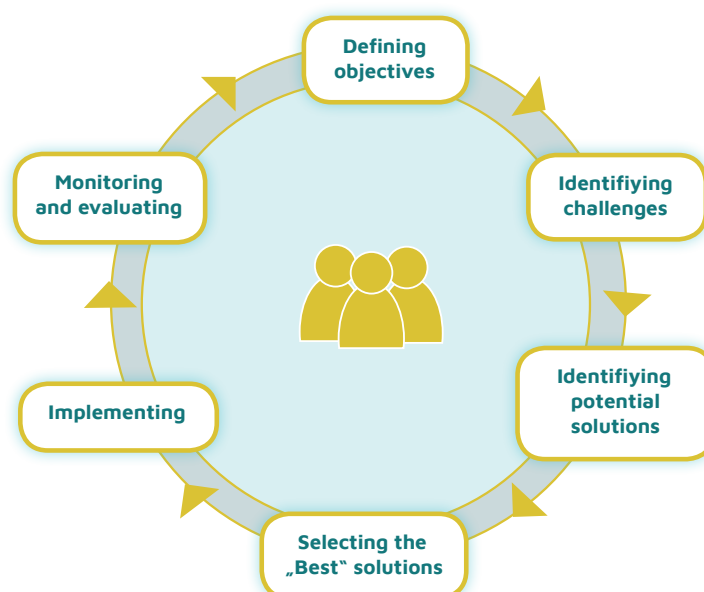 Defining
objectives
Identifiying
challenges
Identifiying
potential
solutions
Selecting the
„Best“ solutions
Implementing
Monitoring
and evaluating